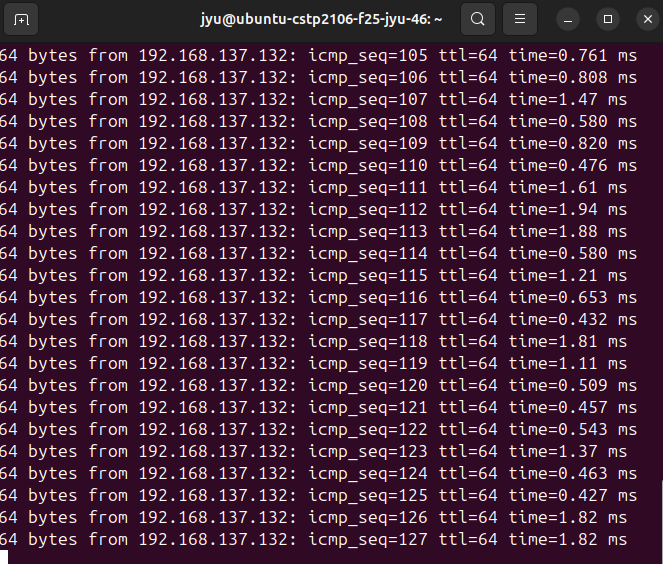 jyu@ubuntu-cstp2106-f25-jyu-46: ~
64 bytes from 192.168.137.132: icmp_seq=105 ttl=64 time=0.761 ms
64 bytes from 192.168.137.132: icmp_seq=106 ttl=64 time=0.808 ms
64 bytes from 192.168.137.132: icmp_seq=107 ttl=64 time=1.47 ms
64 bytes from 192.168.137.132: icmp_seq=108 ttl=64 time=0.580 ms
64 bytes from 192.168.137.132: icmp_seq=109 ttl=64 time=0.820 ms
64 bytes from 192.168.137.132: icmp_seq=110 ttl=64 time=0.476 ms
64 bytes from 192.168.137.132: icmp_seq=111 ttl=64 time=1.61 ms
64 bytes from 192.168.137.132: icmp_seq=112 ttl=64 time=1.94 ms
64 bytes from 192.168.137.132: icmp_seq=113 ttl=64 time=1.88 ms
64 bytes from 192.168.137.132: icmp_seq=114 ttl=64 time=0.580 ms
64 bytes from 192.168.137.132: icmp_seq=115 ttl=64 time=1.21 ms
64 bytes from 192.168.137.132: icmp_seq=116 ttl=64 time=0.653 ms
64 bytes from 192.168.137.132: icmp_seq=117 ttl=64 time=0.432 ms
64 bytes from 192.168.137.132: icmp_seq=118 ttl=64 time=1.81 ms
64 bytes from 192.168.137.132: icmp_seq=119 ttl=64 time=1.11 ms
64 bytes from 192.168.137.132: icmp_seq=120 ttl=64 time=0.509 ms
64 bytes from 192.168.137.132: icmp_seq=121 ttl=64 time=0.457 ms
64 bytes from 192.168.137.132: icmp_seq=122 ttl=64 time=0.543 ms
64 bytes from 192.168.137.132: icmp_seq=123 ttl=64 time=1.37 ms
64 bytes from 192.168.137.132: icmp_seq=124 ttl=64 time=0.463 ms
64 bytes from 192.168.137.132: icmp_seq=125 ttl=64 time=0.427 ms
64 bytes from 192.168.137.132: icmp_seq=126 ttl=64 time=1.82 ms
64 bytes from 192.168.137.132: icmp_seq=127 ttl=64 time=1.82 ms